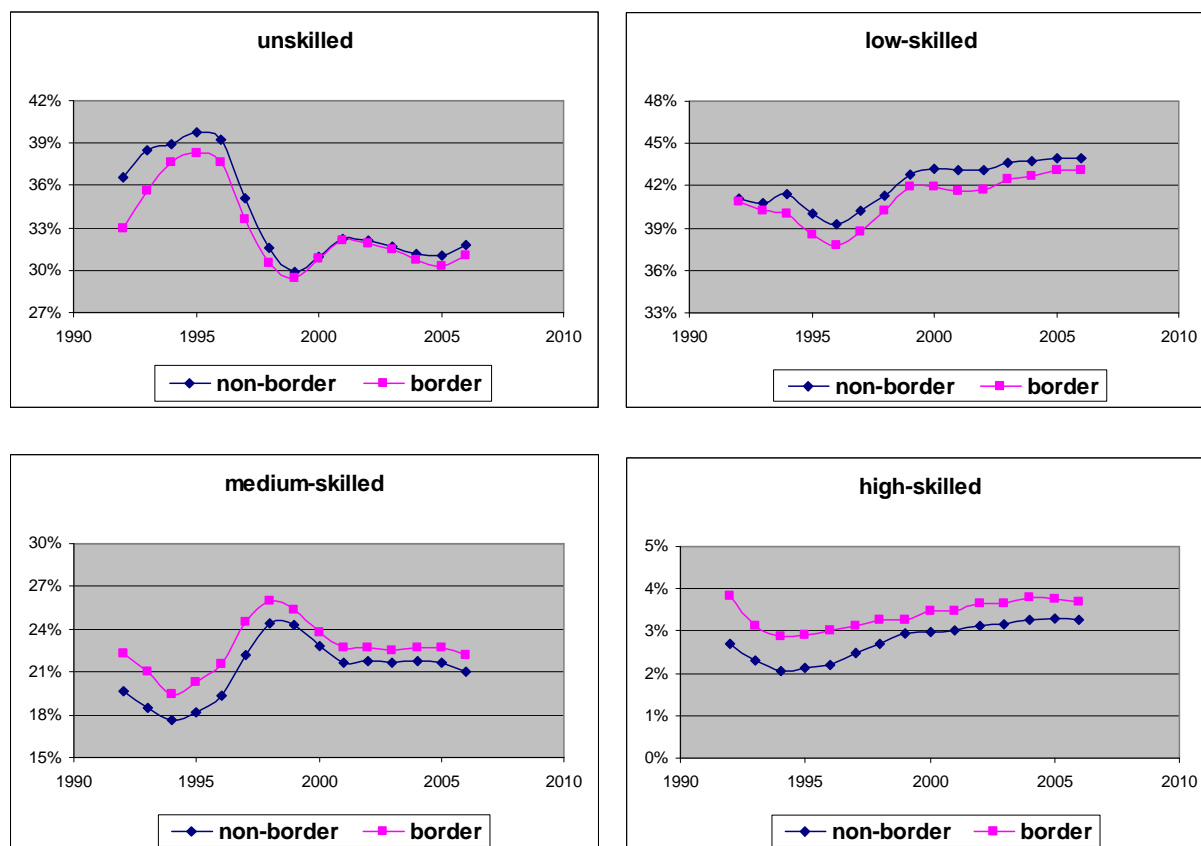 unskilled
42%
39%
36%
33%
30%
27%
1990 1995 2000 2005 2010
non-border border
low-skilled
48%
45%
42%
39%
36%
33%
1990 1995 2000 2005 2010
non-border border
medium-skilled
30%
27%
24%
21%
18%
15%
1990 1995 2000 2005 2010
non-border border
high-skilled
5%
4%
3%
2%
1%
0%
1990 1995 2000 2005 2010
non-border border